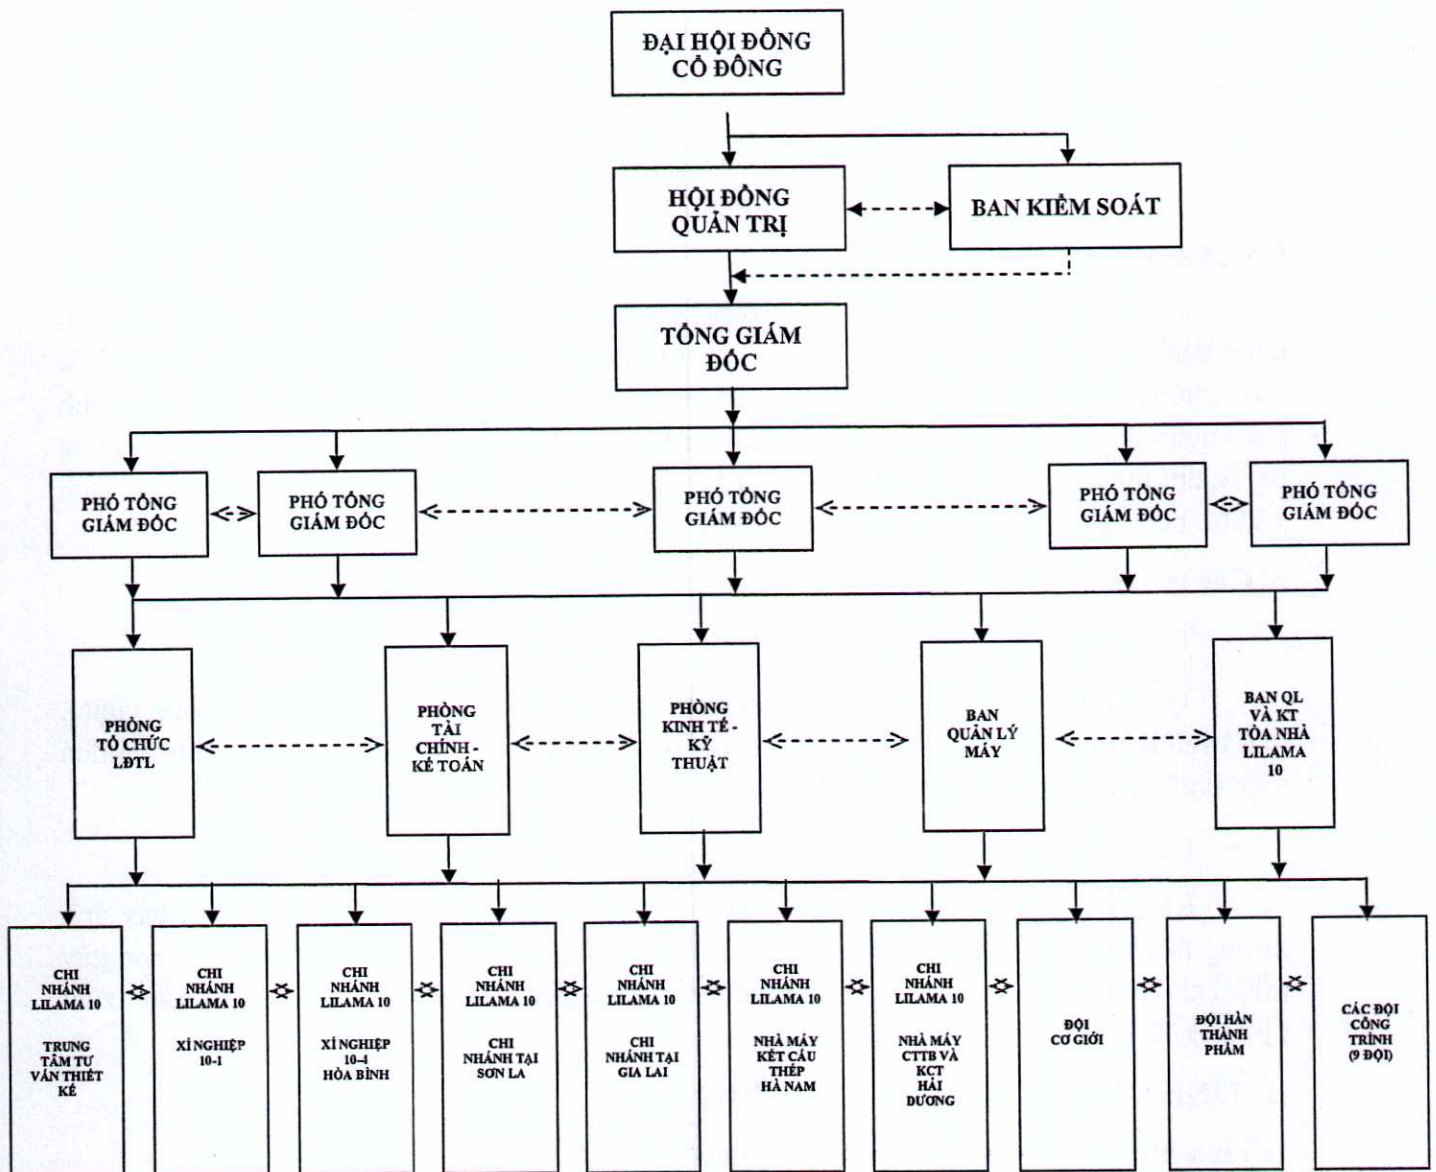 ĐẠI HỘI ĐỒNG
CỔ ĐÔNG
HỘI ĐỒNG
QUẢN TRỊ
BAN KIỂM SOÁT
TỔNG GIÁM
ĐỐC
PHÓ TỔNG
GIÁM ĐỐC
PHÓ TỔNG
GIÁM ĐỐC
PHÓ TỔNG
GIÁM ĐỐC
PHÓ TỔNG
GIÁM ĐỐC
PHÓ TỔNG
GIÁM ĐỐC
PHÒNG
TỔ CHỨC
LĐTL
PHÒNG
TÀI
CHÍNH -
KẾ TOÁN
PHÒNG
KINH TẾ -
KỸ
THUẬT
BAN
QUẢN LÝ
MÁY
BAN QL
VÀ KT
TÒA NHÀ
LILAMA
10
CHI
NHÁNH
LILAMA 10
TRUNG
TÂM TƯ
VẤN THIẾT
KẾ
CHI
NHÁNH
LILAMA 10
XÍ NGHIỆP
10-1
CHI
NHÁNH
LILAMA 10
XÍ NGHIỆP
10-4
HÒA BÌNH
CHI
NHÁNH
LILAMA 10
CHI
NHÁNH TẠI
SƠN LA
CHI
NHÁNH
LILAMA 10
CHI
NHÁNH TẠI
GIA LAI
CHI
NHÁNH
LILAMA 10
NHÀ MÁY
KẾT CẤU
THÉP
HÀ NAM
CHI
NHÁNH
LILAMA 10
NHÀ MÁY
CTTB VÀ
KCT
HẢI
DƯƠNG
ĐỘI
CƠ GIỚI
ĐỘI HÀN
THÀNH
PHẨM
CÁC ĐỘI
CÔNG
TRÌNH
(9 ĐỘI)